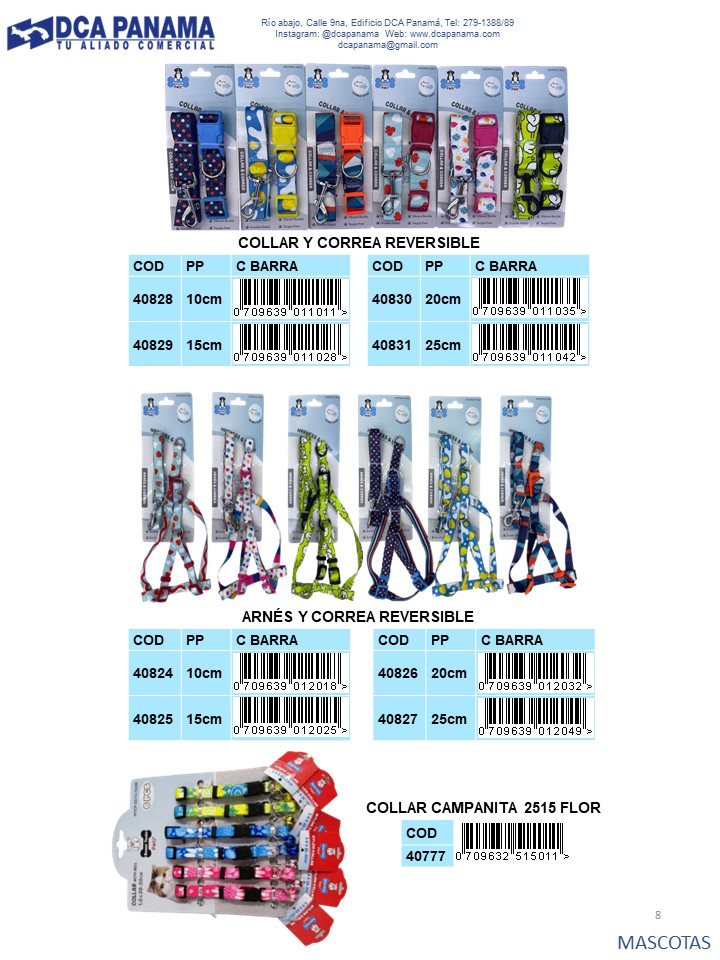 DCA PANAMA
TU ALIADO COMERCIAL
Río abajo, Calle 9na, Edificio DCA Panamá, Tel: 279-1388/89
Instagram: @dcapanama Web: www.dcapanama.com
dcapanama@gmail.com
COLLAR Y CORREA REVERSIBLE
COD PP C BARRA
40828 10cm 0 709639 011011 >
40829 15cm 0 709639 011028 >
COD PP C BARRA
40830 20cm 0 709639 011035 >
40831 25cm 0 709639 011042 >
ARNÉS Y CORREA REVERSIBLE
COD PP C BARRA
40824 10cm 0 709639 012018 >
40825 15cm 0 709639 012025 >
COD PP C BARRA
40826 20cm 0 709639 012032 >
40827 25cm 0 709639 012049 >
COLLAR CAMPANITA 2515 FLOR
COD
40777 0 709632 515011 >
8
MASCOTAS